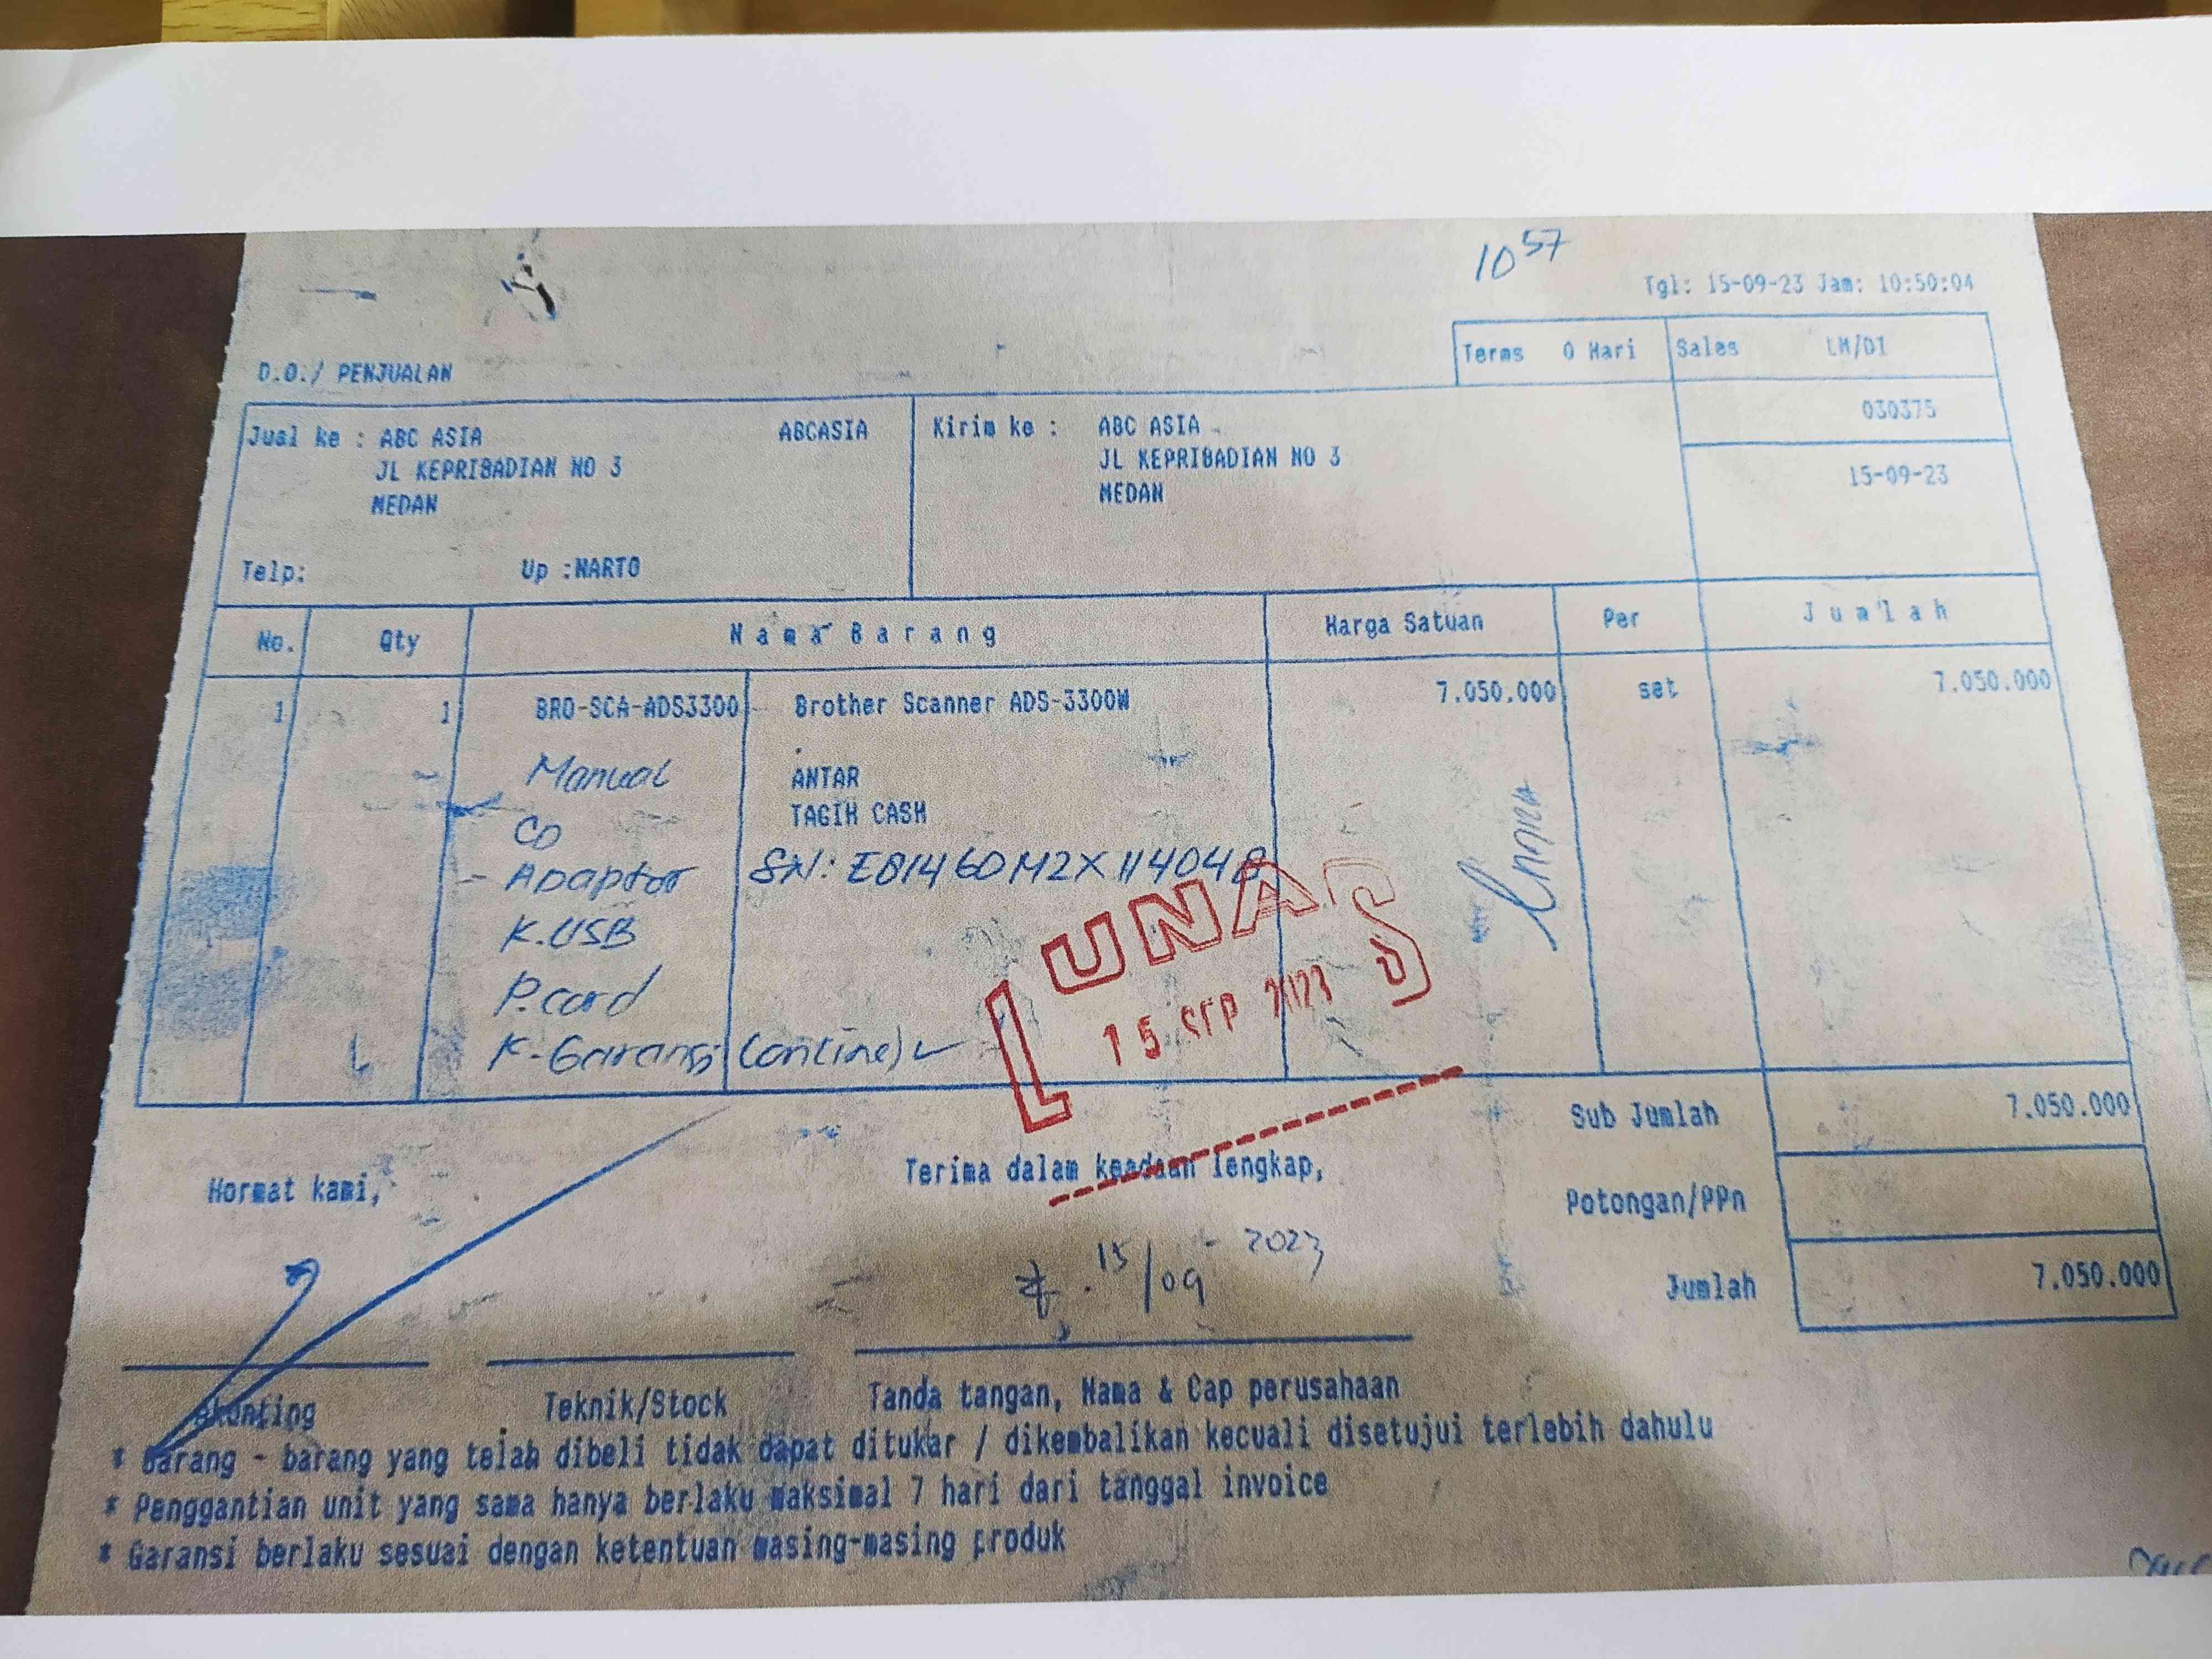 10 57
Tgl: 15-09-23 Jam: 10:50:04
Terms 0 Hari Sales LM/DI
D.O./ PENJUALAN
030375
Jual ke : ABC ASIA ABCASIA Kirim ke : ABC ASIA
JL KEPRIBADIAN NO 3 JL KEPRIBADIAN NO 3
MEDAN MEDAN
15-09-23
Telp: Up :NARTO
No. Qty Nama Barang Harga Satuan Per Jumlah
1 1 BRO-SCA-ADS3300 Brother Scanner ADS-3300W 7.050.000 set 7.050.000
Manual ANTAR
CD TAGIH CASH
- Adaptor SN: E81460M2X114048
K.USB
P.card
K-Garansi (online) ✓
LUNAS
15 SEP 2023
Sub Jumlah 7.050.000
Hormat kami, Terima dalam keadaan lengkap,
Potongan/PPn
15/09 - 2023
Jumlah 7.050.000
Akunting Teknik/Stock Tanda tangan, Nama & Cap perusahaan
* Barang - barang yang telah dibeli tidak dapat ditukar / dikembalikan kecuali disetujui terlebih dahulu
* Penggantian unit yang sama hanya berlaku maksimal 7 hari dari tanggal invoice
* Garansi berlaku sesuai dengan ketentuan masing-masing produk